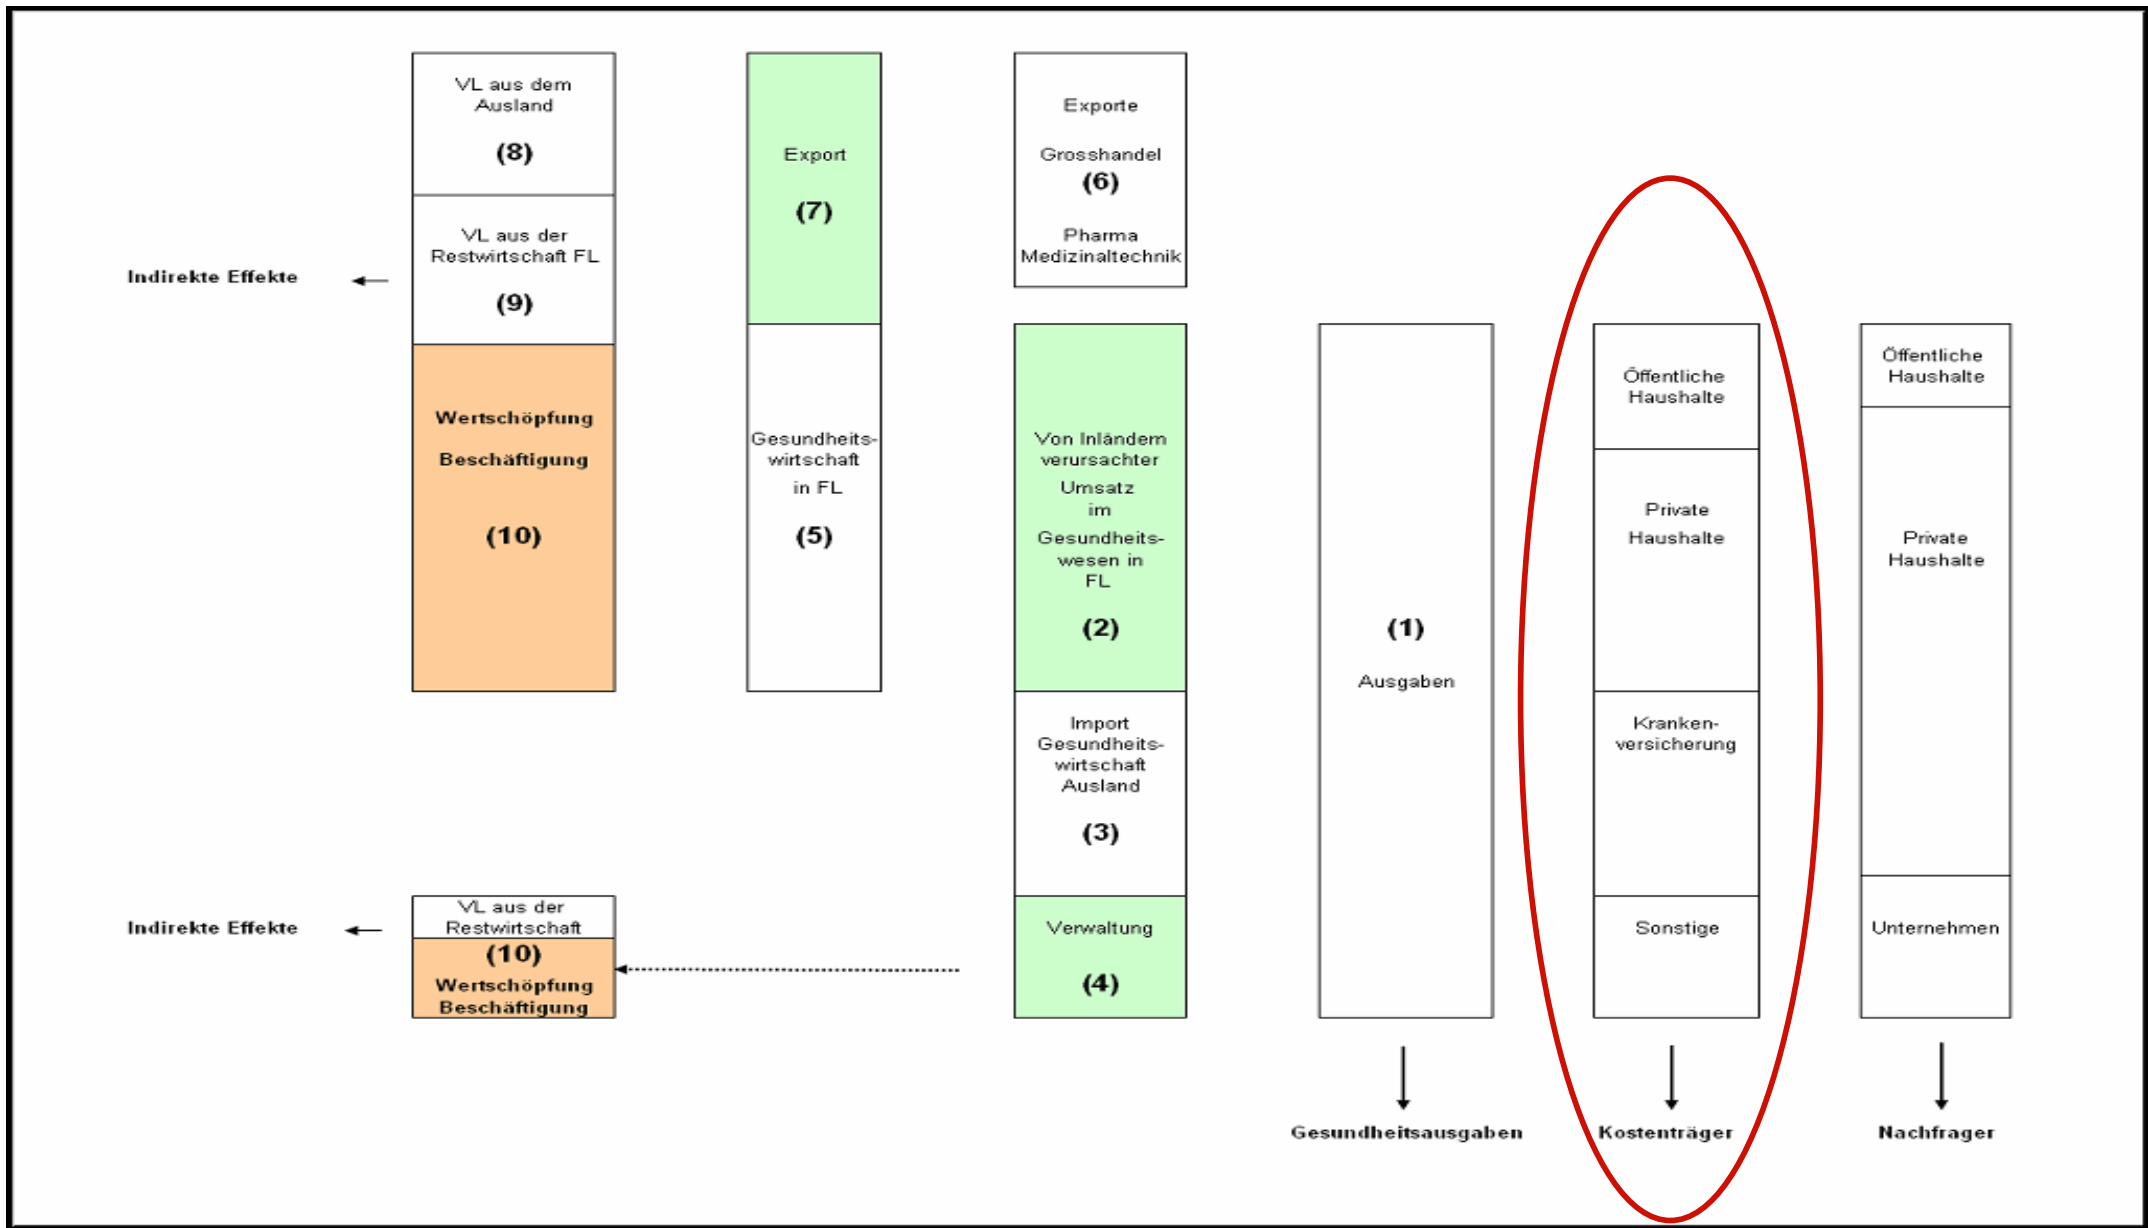 VL aus dem
Ausland
(8)
VL aus der
Restwirtschaft FL
(9)
Indirekte Effekte
Wertschöpfung
Beschäftigung
(10)
VL aus der
Restwirtschaft
(10)
Wertschöpfung
Beschäftigung
Indirekte Effekte
Export
(7)
Gesundheits-
wirtschaft
in FL
(5)
Exporte
Grosshandel
(6)
Pharma
Medizinaltechnik
Von Inländern
verursachter
Umsatz
im
Gesundheits-
wesen in
FL
(2)
Import
Gesundheits-
wirtschaft
Ausland
(3)
Verwaltung
(4)
(1)
Ausgaben
Gesundheitsausgaben
Öffentliche
Haushalte
Private
Haushalte
Kranken-
versicherung
Sonstige
Kostenträger
Öffentliche
Haushalte
Private
Haushalte
Unternehmen
Nachfrager